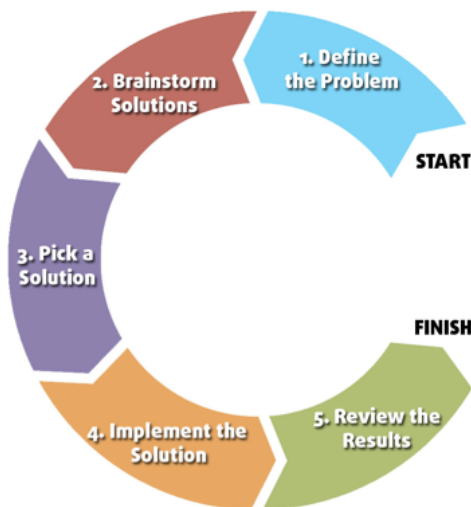 1. Define
the Problem
START
2. Brainstorm
Solutions
3. Pick a
Solution
4. Implement the
Solution
5. Review the
Results
FINISH